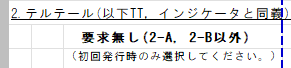 2.テルテール(以下TT, インジケータと同義)
要求無し(2-A, 2-B以外)
(初回発行時のみ選択してください。)